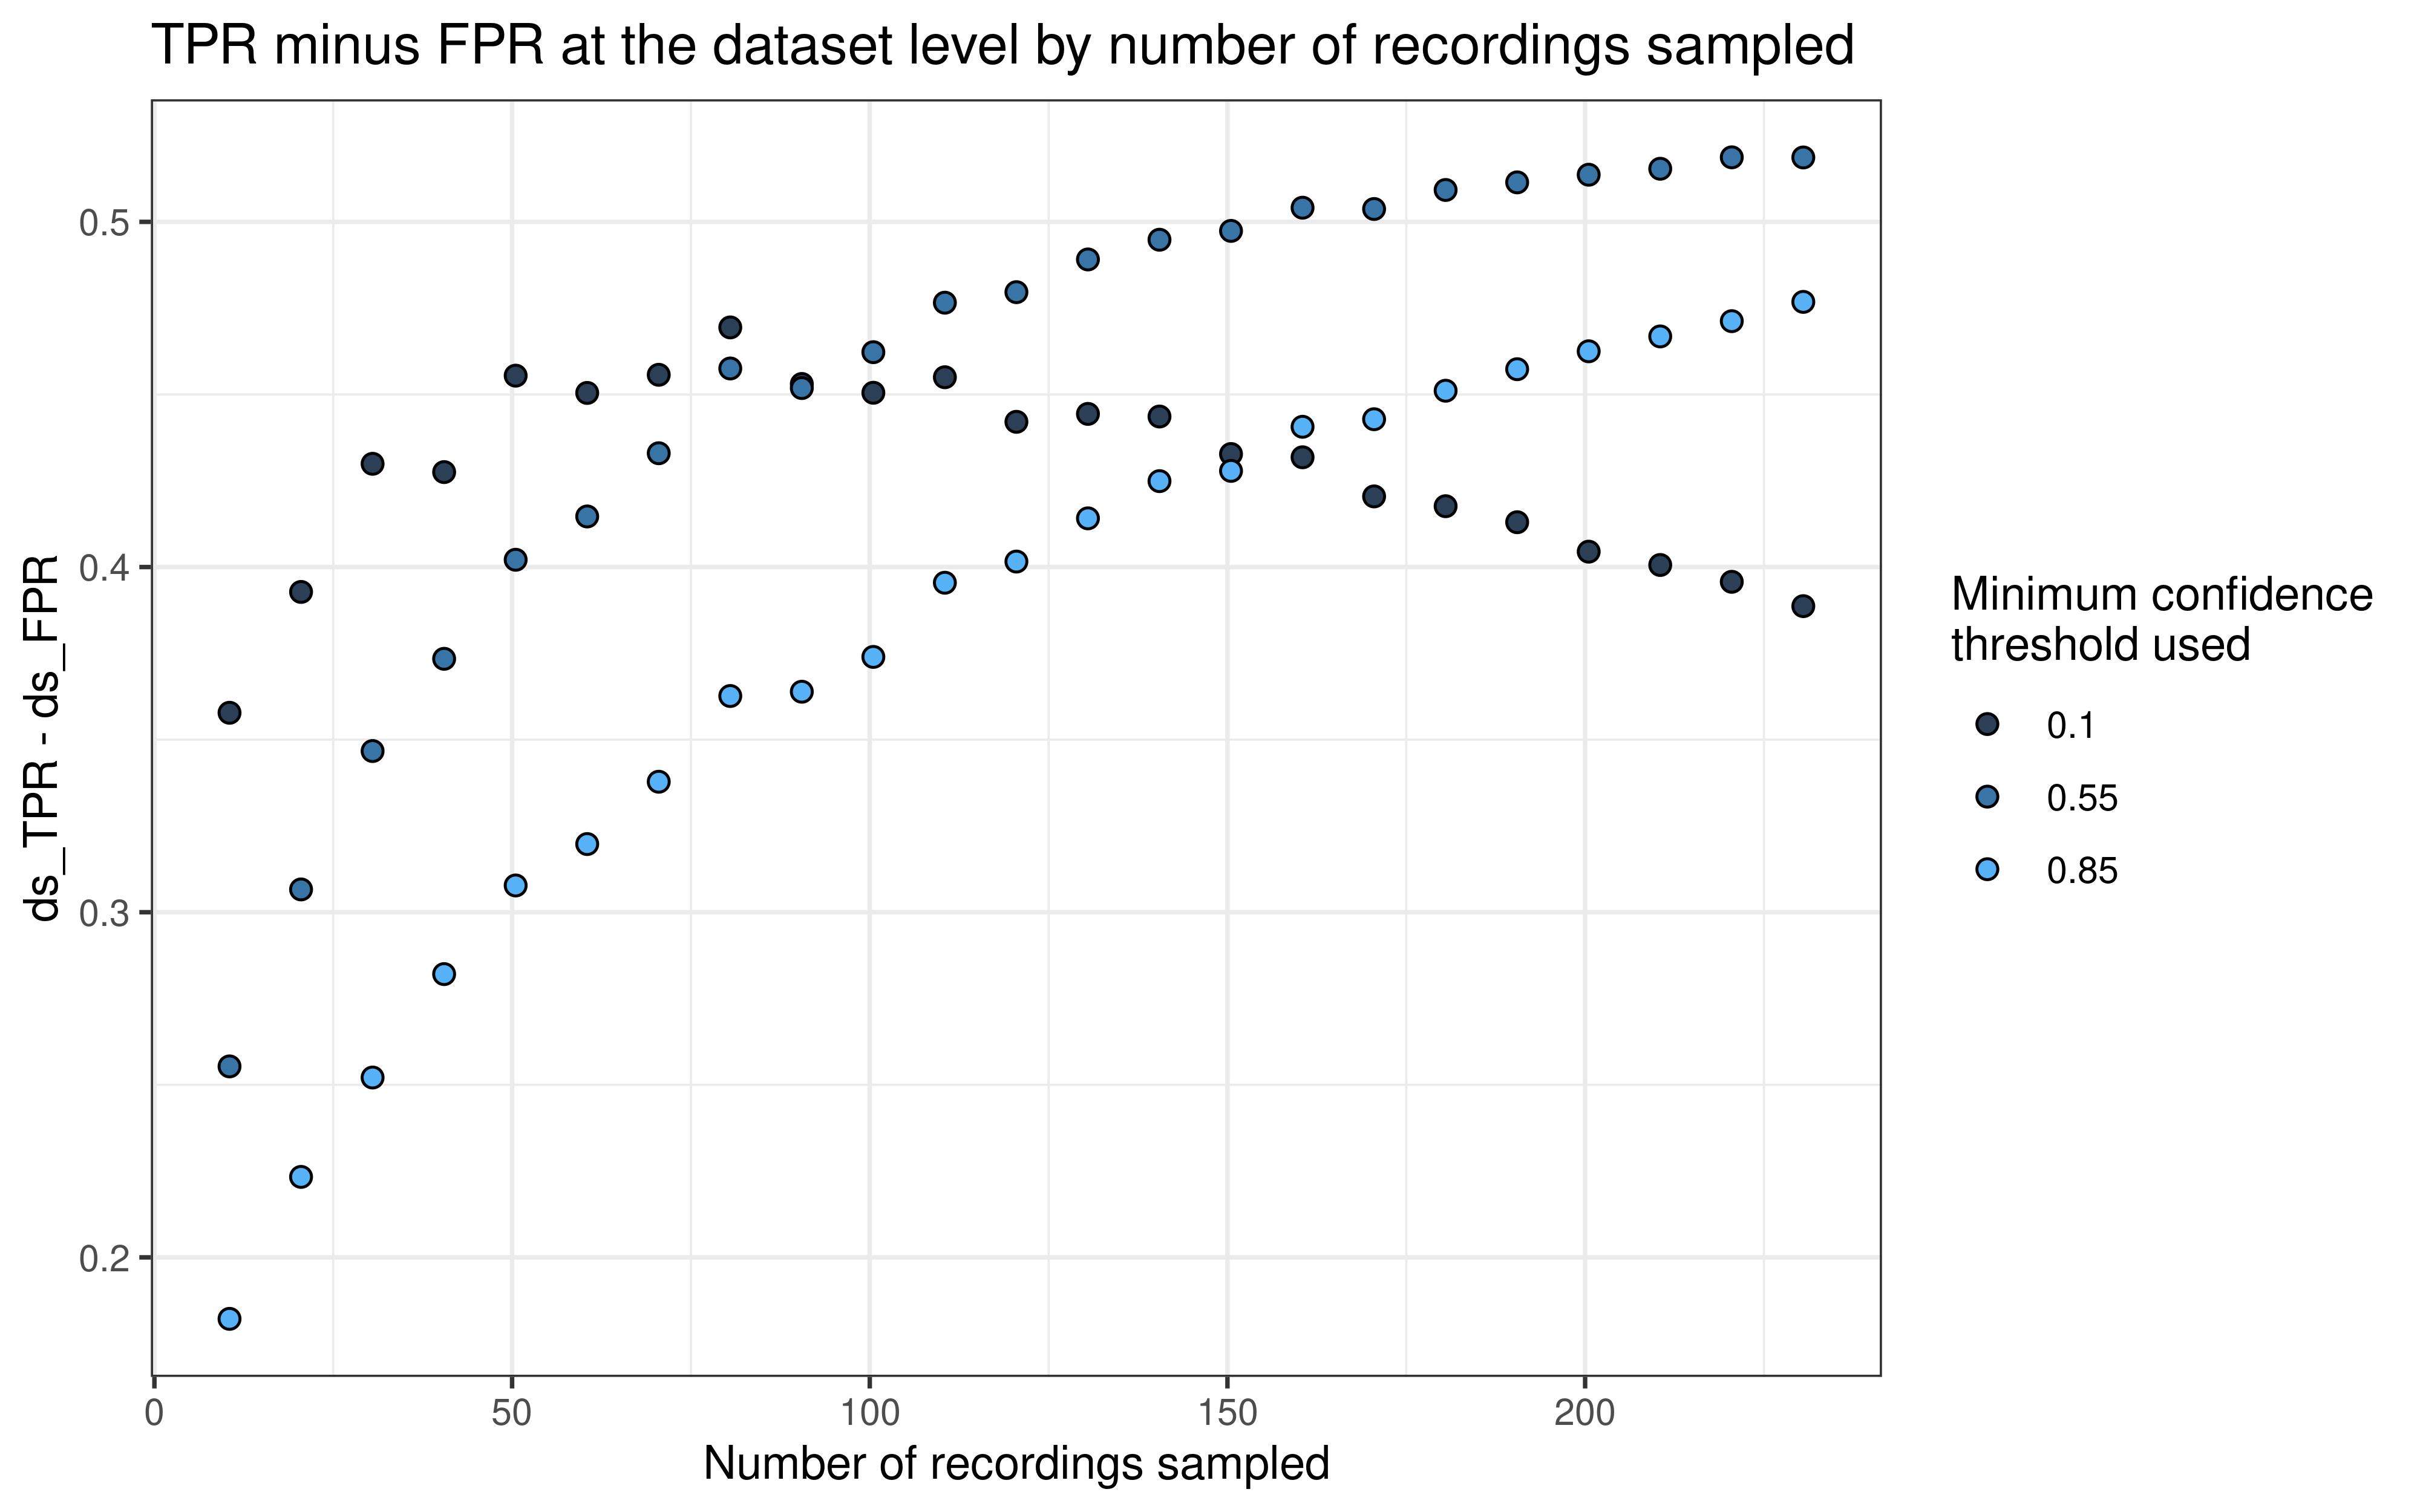 TPR minus FPR at the dataset level by number of recordings sampled
ds_TPR - ds_FPR
0.5
0.4
0.3
0.2
0
50
100
150
200
Number of recordings sampled
Minimum confidence
threshold used
0.1
0.55
0.85